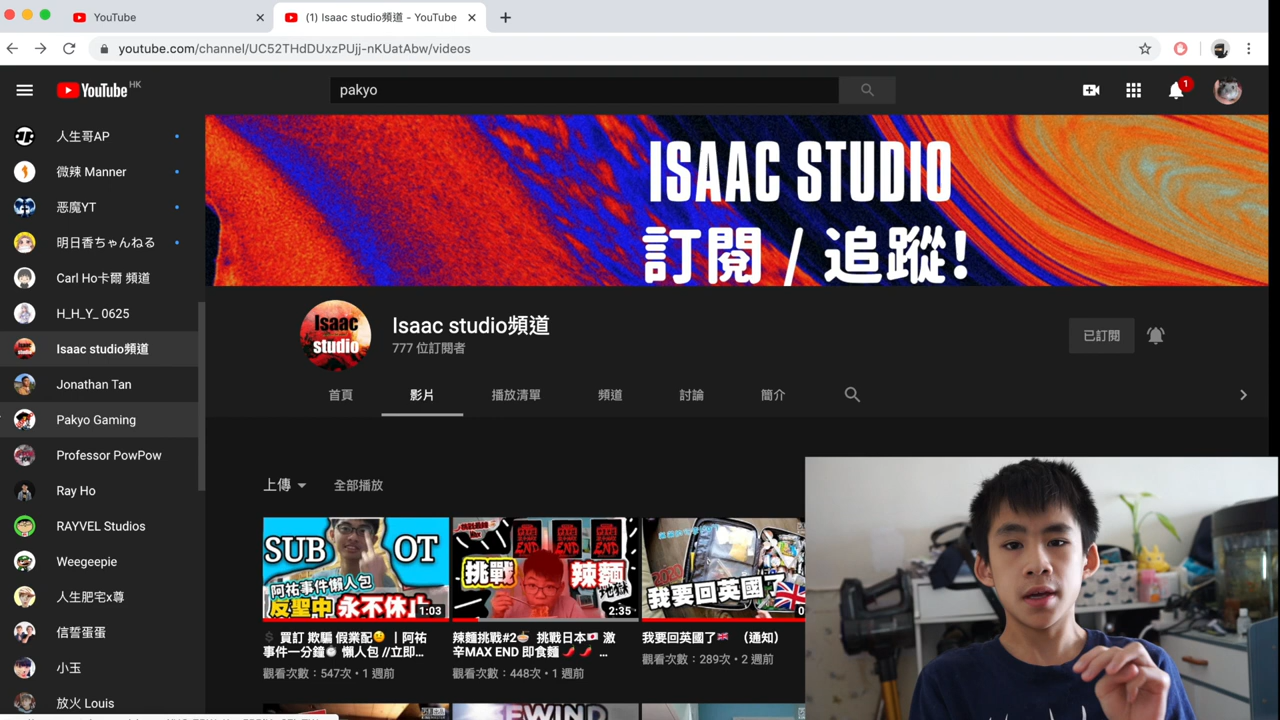 YouTube
(1) Isaac studio頻道 - YouTube
youtube.com/channel/UC52THdDUxzPUjj-nKUatAbw/videos
YouTube HK
pakyo
1
人生哥AP
微辣 Manner
恶魔YT
明日香ちゃんねる
Carl Ho卡爾 頻道
H_H_Y_ 0625
Isaac studio頻道
Jonathan Tan
Pakyo Gaming
Professor PowPow
Ray Ho
RAYVEL Studios
Weegeepie
人生肥宅x尊
信誓蛋蛋
小玉
放火 Louis
ISAAC STUDIO
訂閱 / 追蹤!
Isaac studio
Isaac studio頻道
777 位訂閱者
已訂閱
首頁 影片 播放清單 頻道 討論 簡介
上傳 全部播放
SUB OT
阿祐事件懶人包
反聖中 永不休止
1:03
買訂 欺騙 假業配 | 阿祐
事件一分鐘 懶人包 //立即...
觀看次數：547次 • 1 週前
END END END
挑戰 辣麵
2:35
辣麵挑戰#2 挑戰日本 激
辛MAX END 即食麵 ...
觀看次數：448次 • 1 週前
2020
我要回英國了
我要回英國了 （通知）
觀看次數：289次 • 2 週前
EWIND